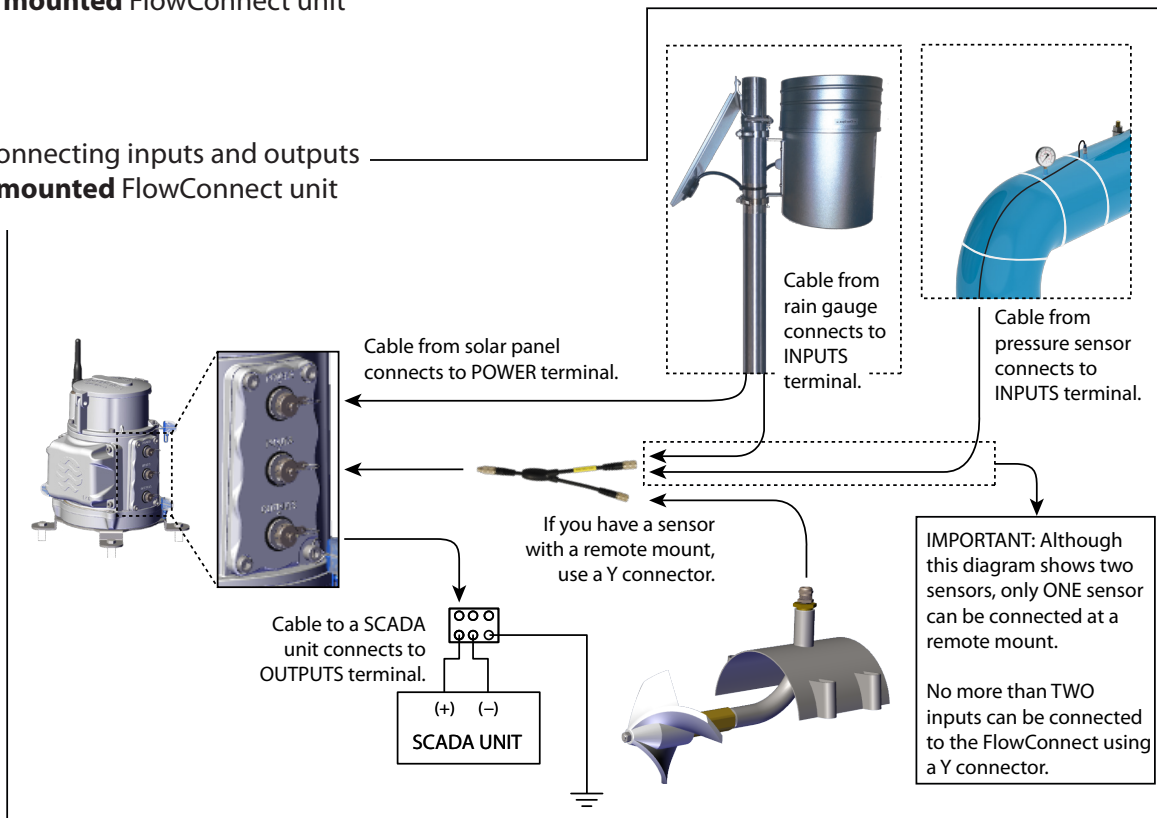 mounted FlowConnect unit
onnecting inputs and outputs
mounted FlowConnect unit
Cable from
rain gauge
connects to
INPUTS
terminal.
Cable from
pressure sensor
connects to
INPUTS terminal.
Cable from solar panel
connects to POWER terminal.
POWER
INPUTS
OUTPUTS
If you have a sensor
with a remote mount,
use a Y connector.
Cable to a SCADA
unit connects to
OUTPUTS terminal.
(+) (–)
SCADA UNIT
IMPORTANT: Although
this diagram shows two
sensors, only ONE sensor
can be connected at a
remote mount.
No more than TWO
inputs can be connected
to the FlowConnect using
a Y connector.